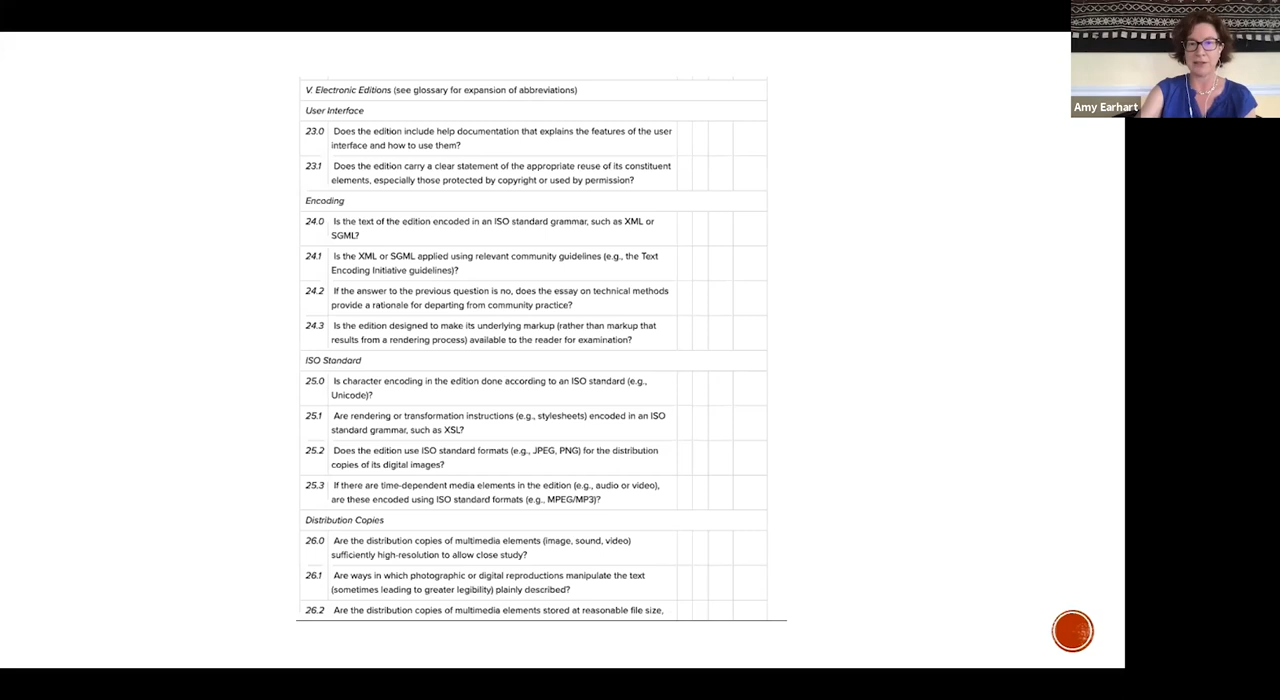 Amy Earhart
V. Electronic Editions (see glossary for expansion of abbreviations)
User Interface
23.0 Does the edition include help documentation that explains the features of the user
interface and how to use them?
23.1 Does the edition carry a clear statement of the appropriate reuse of its constituent
elements, especially those protected by copyright or used by permission?
Encoding
24.0 Is the text of the edition encoded in an ISO standard grammar, such as XML or
SGML?
24.1 Is the XML or SGML applied using relevant community guidelines (e.g., the Text
Encoding Initiative guidelines)?
24.2 If the answer to the previous question is no, does the essay on technical methods
provide a rationale for departing from community practice?
24.3 Is the edition designed to make its underlying markup (rather than markup that
results from a rendering process) available to the reader for examination?
ISO Standard
25.0 Is character encoding in the edition done according to an ISO standard (e.g.,
Unicode)?
25.1 Are rendering or transformation instructions (e.g., stylesheets) encoded in an ISO
standard grammar, such as XSL?
25.2 Does the edition use ISO standard formats (e.g., JPEG, PNG) for the distribution
copies of its digital images?
25.3 If there are time-dependent media elements in the edition (e.g., audio or video),
are these encoded using ISO standard formats (e.g., MPEG/MP3)?
Distribution Copies
26.0 Are the distribution copies of multimedia elements (image, sound, video)
sufficiently high-resolution to allow close study?
26.1 Are ways in which photographic or digital reproductions manipulate the text
(sometimes leading to greater legibility) plainly described?
26.2 Are the distribution copies of multimedia elements stored at reasonable file size,